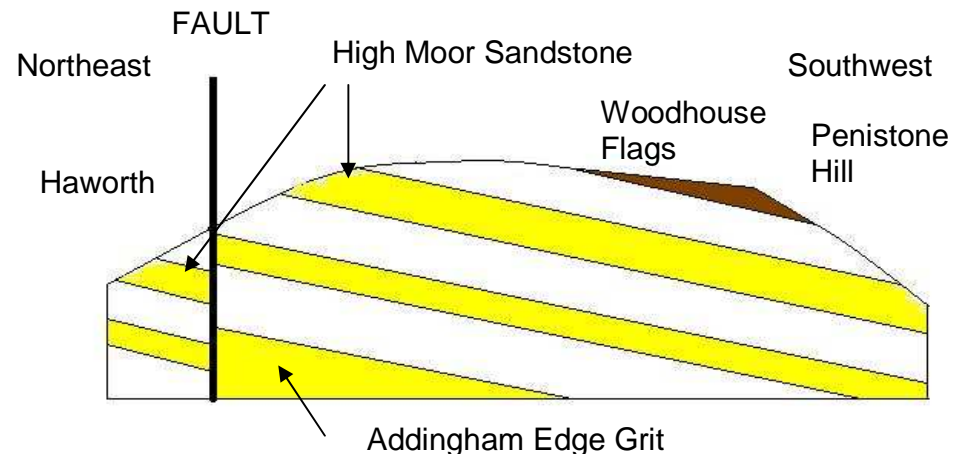 FAULT
Northeast
High Moor Sandstone
Southwest
Woodhouse
Flags
Penistone
Hill
Haworth
Addingham Edge Grit